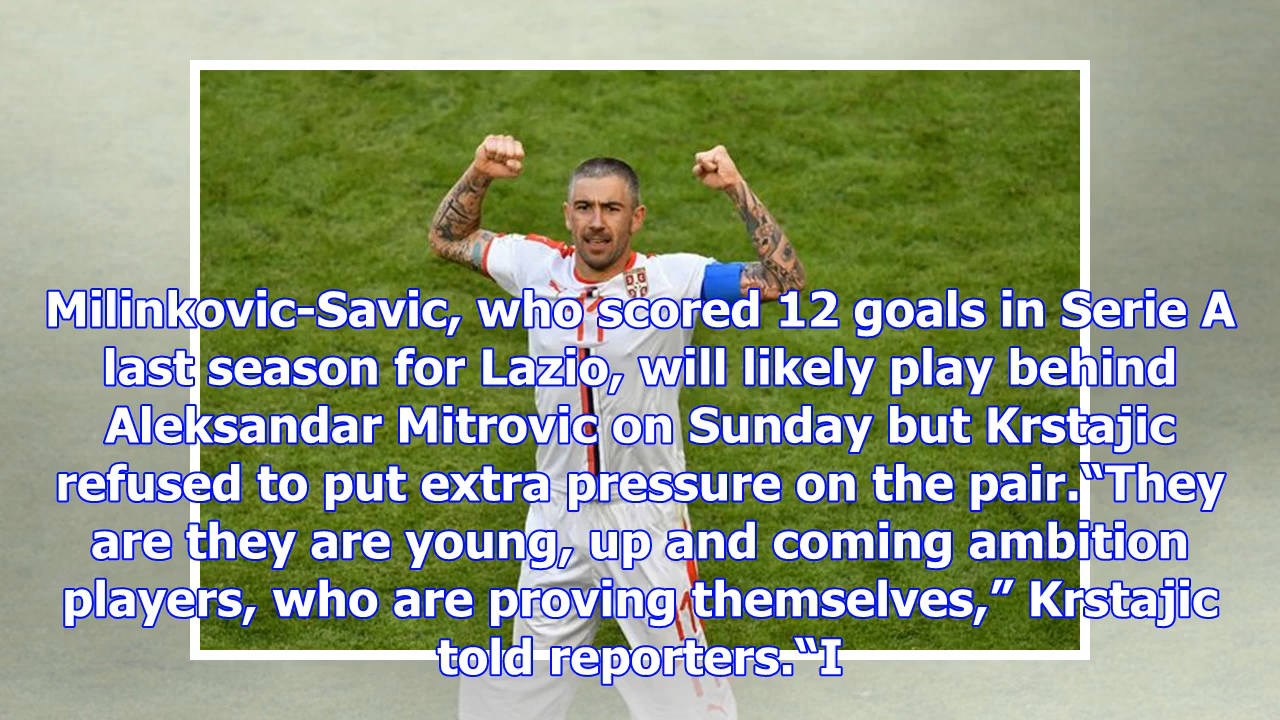 Milinkovic-Savic, who scored 12 goals in Serie A
last season for Lazio, will likely play behind
Aleksandar Mitrovic on Sunday but Krstajic
refused to put extra pressure on the pair.“They
are they are young, up and coming ambition
players, who are proving themselves,” Krstajic
told reporters.“I